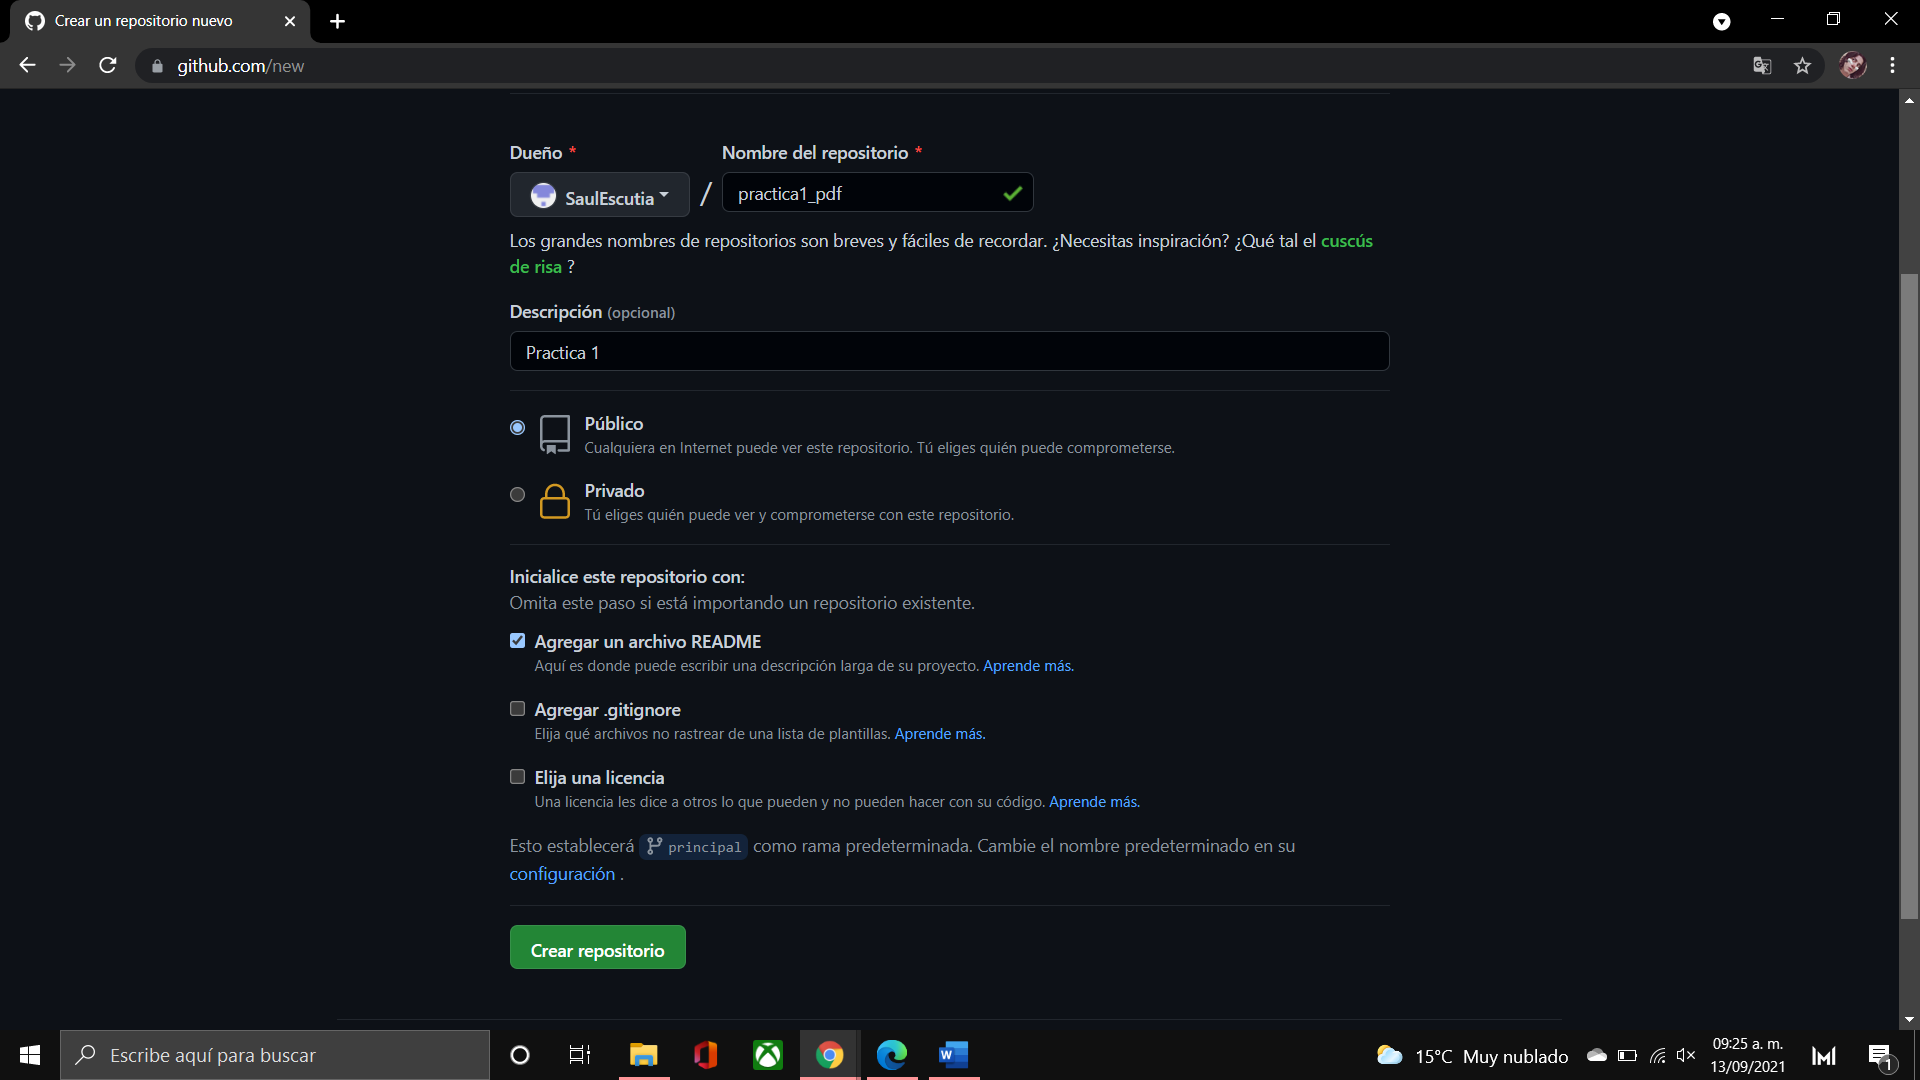 Crear un repositorio nuevo
github.com/new
Dueño * Nombre del repositorio *
SaulEscutia / practica1_pdf
Los grandes nombres de repositorios son breves y fáciles de recordar. ¿Necesitas inspiración? ¿Qué tal el cuscús
de risa ?
Descripción (opcional)
Practica 1
Público
Cualquiera en Internet puede ver este repositorio. Tú eliges quién puede comprometerse.
Privado
Tú eliges quién puede ver y comprometerse con este repositorio.
Inicialice este repositorio con:
Omita este paso si está importando un repositorio existente.
Agregar un archivo README
Aquí es donde puede escribir una descripción larga de su proyecto. Aprende más.
Agregar .gitignore
Elija qué archivos no rastrear de una lista de plantillas. Aprende más.
Elija una licencia
Una licencia les dice a otros lo que pueden y no pueden hacer con su código. Aprende más.
Esto establecerá principal como rama predeterminada. Cambie el nombre predeterminado en su
configuración .
Crear repositorio
Escribe aquí para buscar
15°C Muy nublado
09:25 a. m.
13/09/2021
1